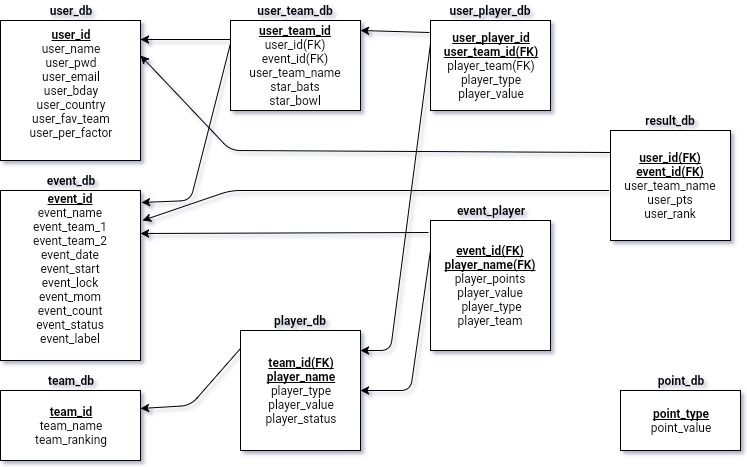 user_db
user_id
user_name
user_pwd
user_email
user_bday
user_country
user_fav_team
user_per_factor
user_team_db
user_team_id
user_id(FK)
event_id(FK)
user_team_name
star_bats
star_bowl
user_player_db
user_player_id
user_team_id(FK)
player_team(FK)
player_type
player_value
result_db
user_id(FK)
event_id(FK)
user_team_name
user_pts
user_rank
event_db
event_id
event_name
event_team_1
event_team_2
event_date
event_start
event_lock
event_mom
event_count
event_status
event_label
event_player
event_id(FK)
player_name(FK)
player_points
player_value
player_type
player_team
player_db
team_id(FK)
player_name
player_type
player_value
player_status
team_db
team_id
team_name
team_ranking
point_db
point_type
point_value